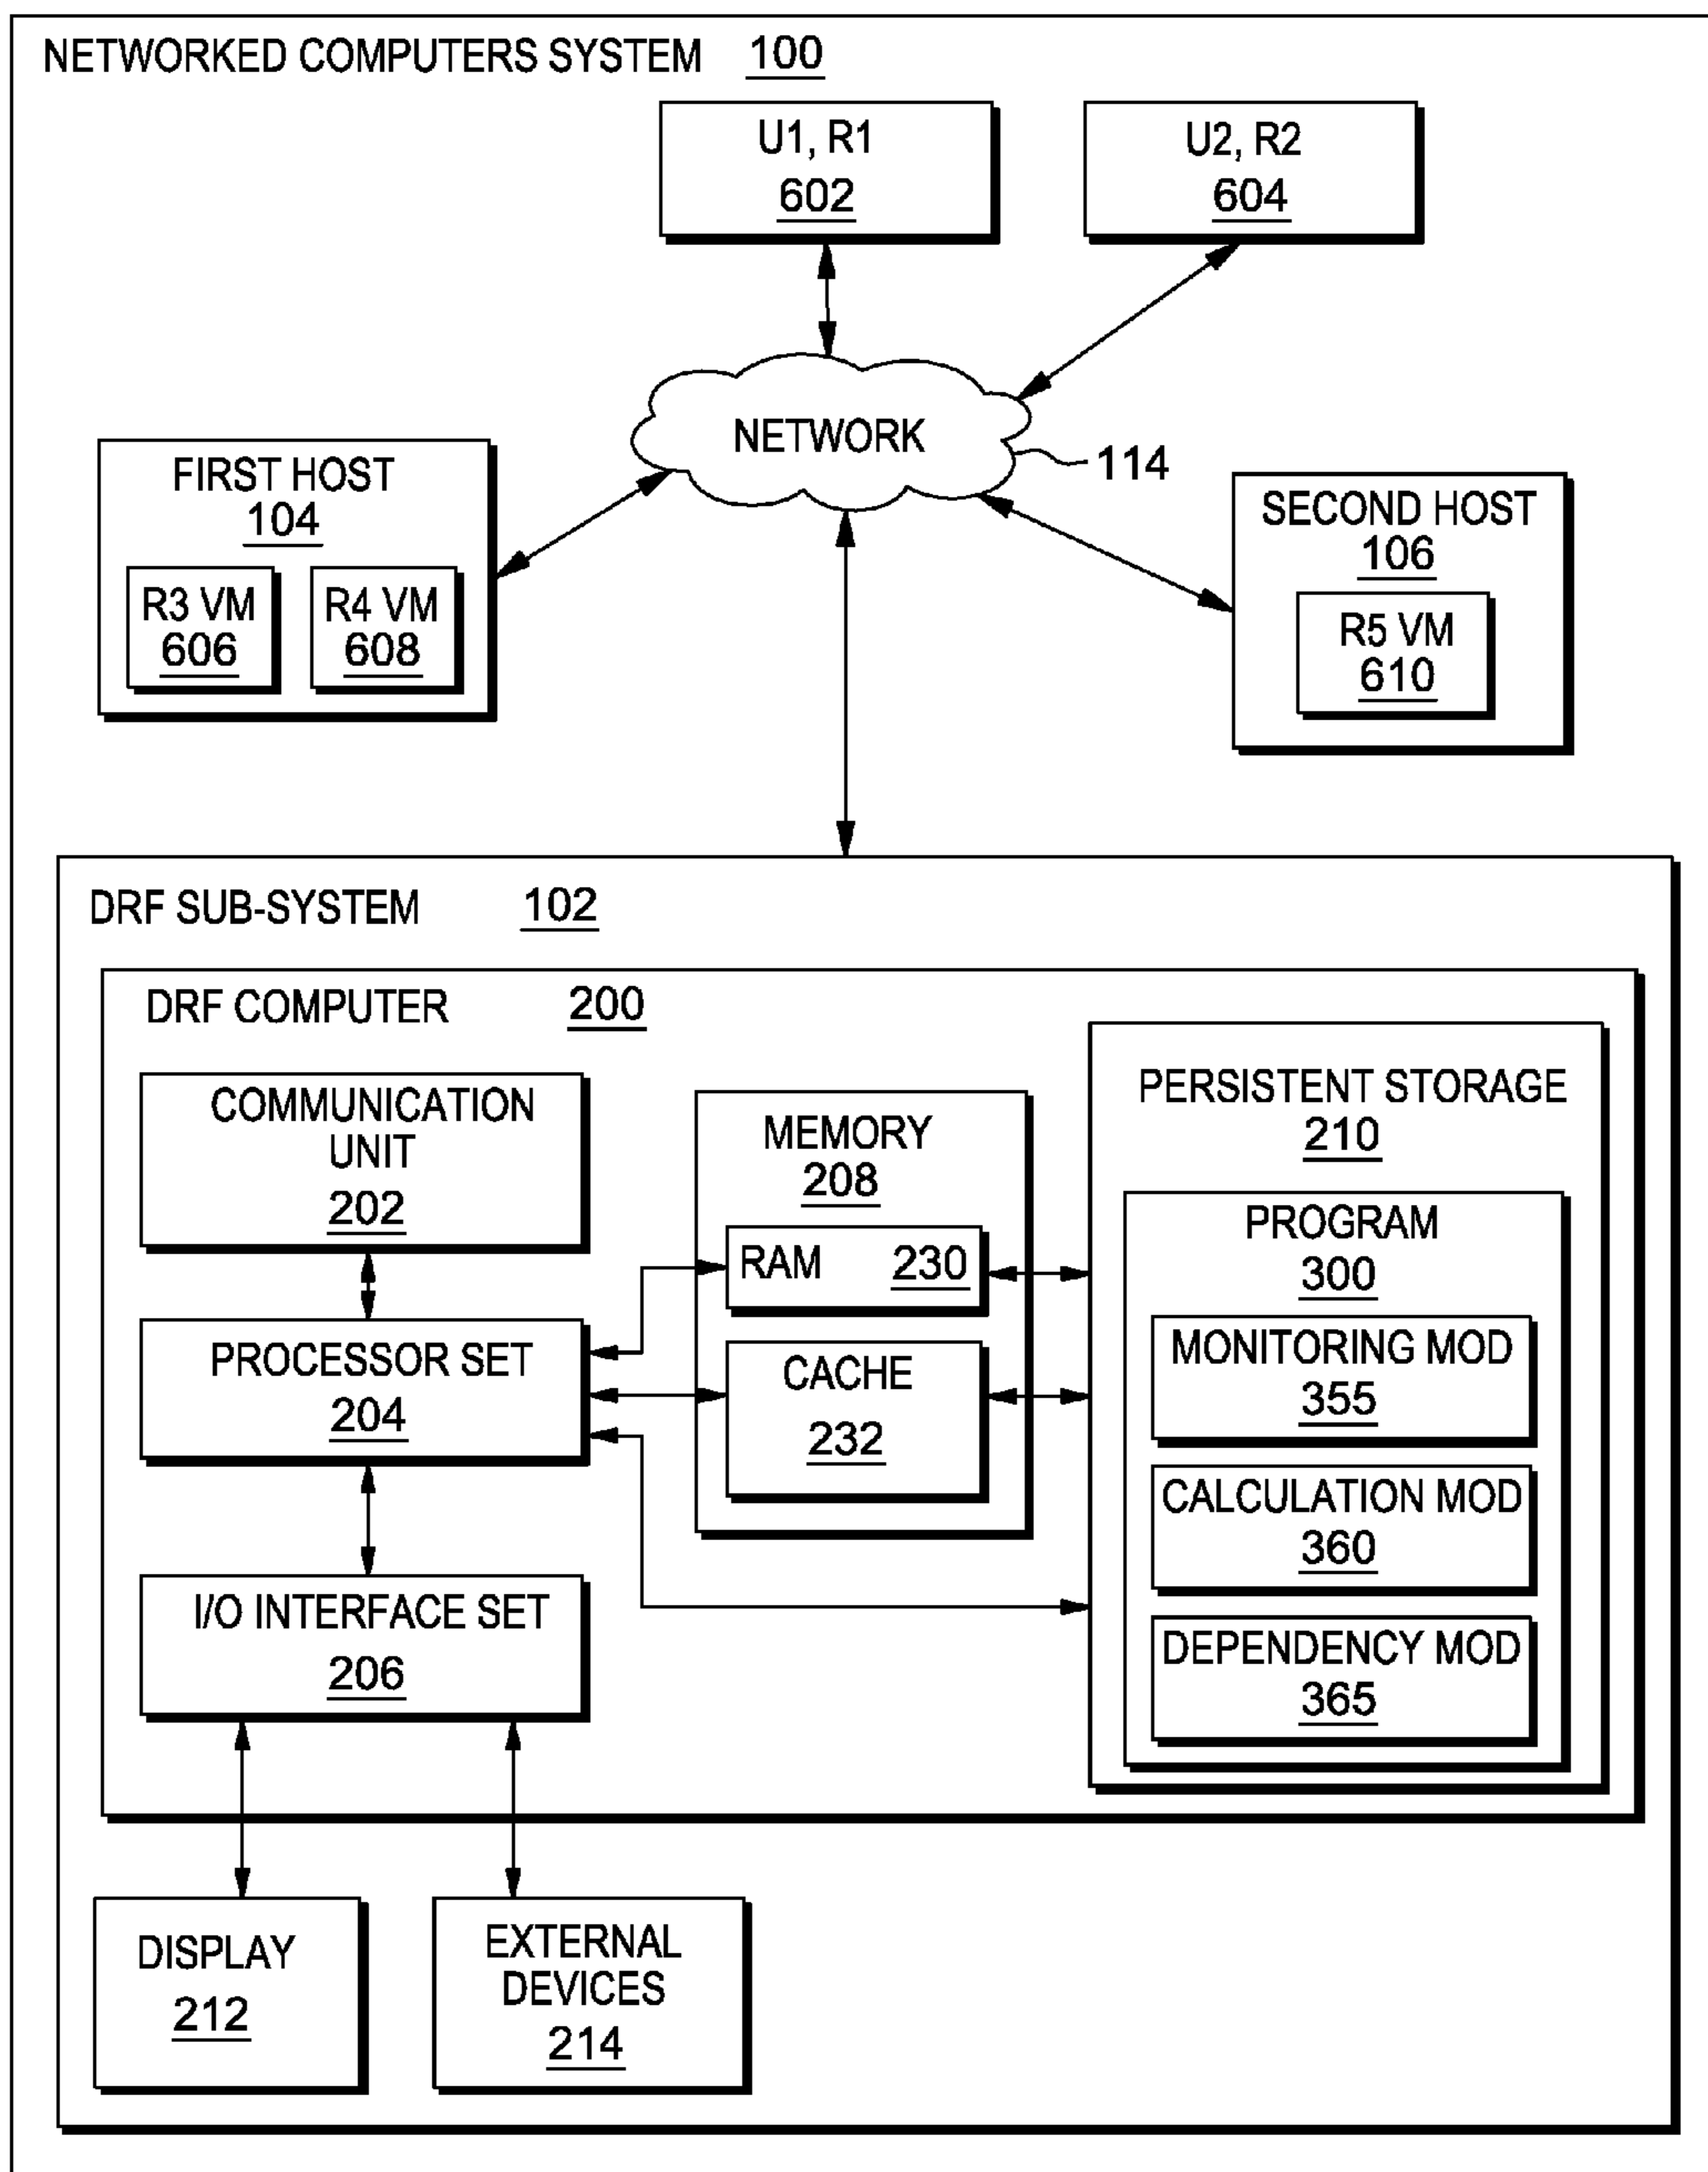 NETWORKED COMPUTERS SYSTEM 100
U1, R1
602
U2, R2
604
NETWORK
114
FIRST HOST
104
R3 VM
606
R4 VM
608
SECOND HOST
106
R5 VM
610
DRF SUB-SYSTEM 102
DRF COMPUTER 200
COMMUNICATION
UNIT
202
PROCESSOR SET
204
I/O INTERFACE SET
206
MEMORY
208
RAM 230
CACHE
232
PERSISTENT STORAGE
210
PROGRAM
300
MONITORING MOD
355
CALCULATION MOD
360
DEPENDENCY MOD
365
DISPLAY
212
EXTERNAL
DEVICES
214